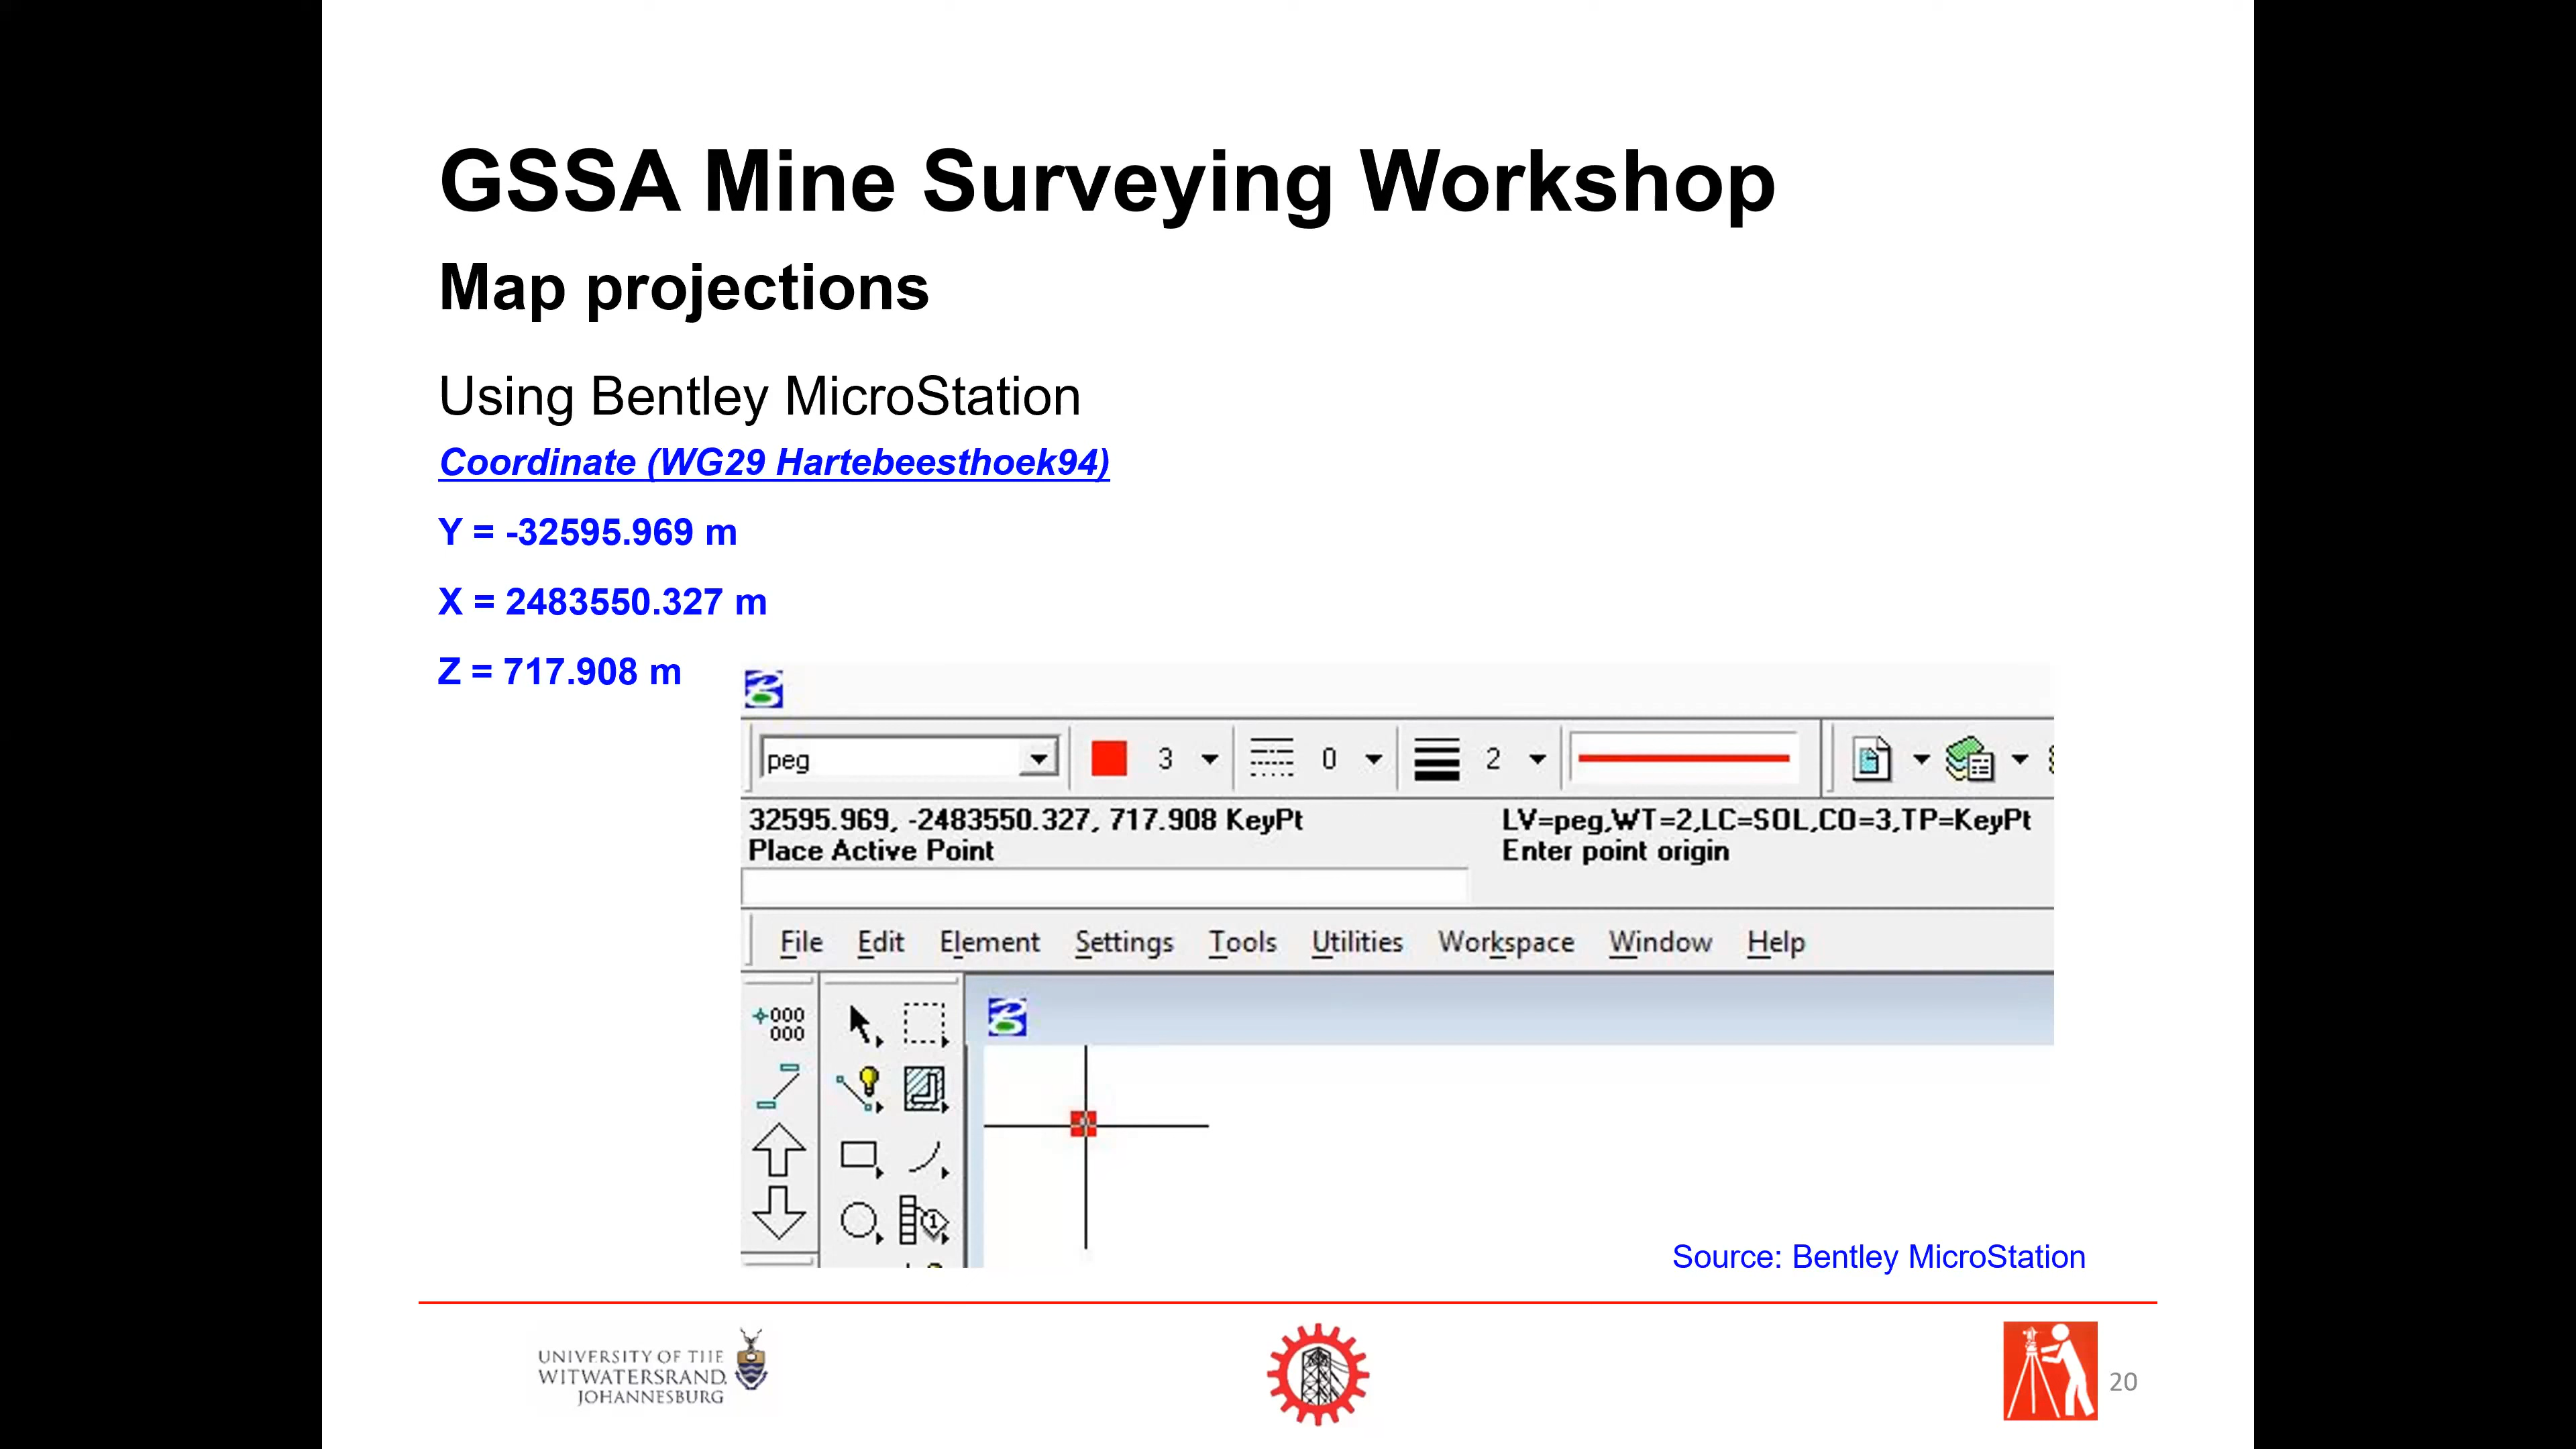 GSSA Mine Surveying Workshop
Map projections
Using Bentley MicroStation
Coordinate (WG29 Hartebeesthoek94)
Y = -32595.969 m
X = 2483550.327 m
Z = 717.908 m
peg 3 0 2
32595.969, -2483550.327, 717.908 KeyPt LV=peg,WT=2,LC=SOL,CO=3,TP=KeyPt
Place Active Point Enter point origin
File Edit Element Settings Tools Utilities Workspace Window Help
000
000
1
Source: Bentley MicroStation
UNIVERSITY OF THE
WITWATERSRAND,
JOHANNESBURG
20